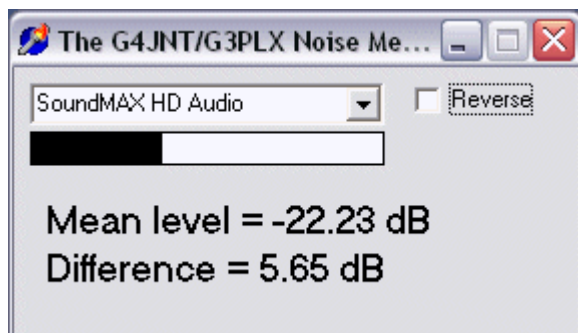 The G4JNT/G3PLX Noise Me...
SoundMAX HD Audio
Reverse
Mean level = -22.23 dB
Difference = 5.65 dB